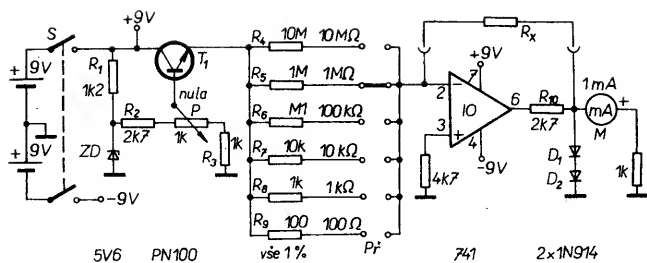 S
+9V
T1
R4 10M 10MΩ
Rx
+ 9V
R1
1k2
R5 1M 1MΩ
nula
R2
2k7
P
1k
R3
1k
R6 M1 100kΩ
R7 10k 10kΩ
R8 1k 1kΩ
R9 100 100Ω
+ 9V
ZD
-9V
+9V
7
2 −
IO
6
3 +
4
-9V
4k7
R10
2k7
1mA
mA
+
M
D1
D2
1k
5V6 PN100 vše 1% Př 741 2x1N914